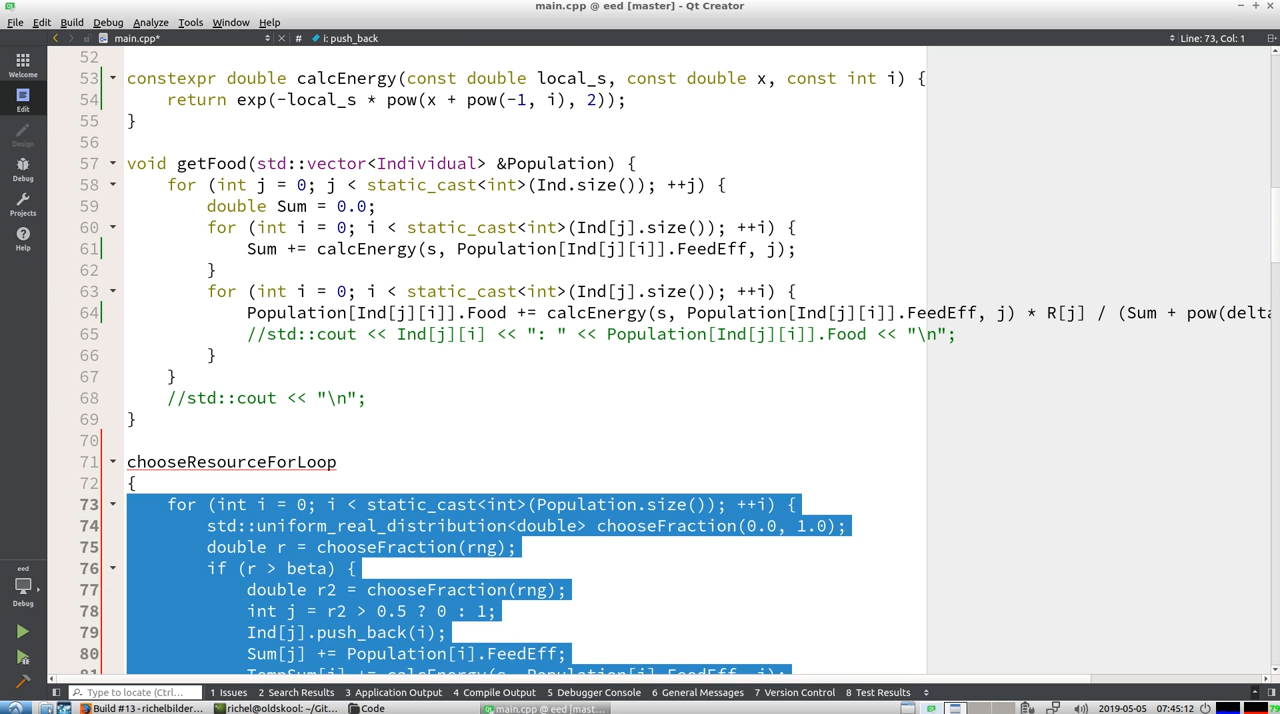 main.cpp @ eed [master] - Qt Creator
File Edit Build Debug Analyze Tools Window Help
main.cpp* # i: push_back Line: 73, Col: 1
Welcome
Edit
Design
Debug
Projects
Help
52
53 constexpr double calcEnergy(const double local_s, const double x, const int i) {
54 return exp(-local_s * pow(x + pow(-1, i), 2));
55 }
56
57 void getFood(std::vector<Individual> &Population) {
58 for (int j = 0; j < static_cast<int>(Ind.size()); ++j) {
59 double Sum = 0.0;
60 for (int i = 0; i < static_cast<int>(Ind[j].size()); ++i) {
61 Sum += calcEnergy(s, Population[Ind[j][i]].FeedEff, j);
62 }
63 for (int i = 0; i < static_cast<int>(Ind[j].size()); ++i) {
64 Population[Ind[j][i]].Food += calcEnergy(s, Population[Ind[j][i]].FeedEff, j) * R[j] / (Sum + pow(delta
65 //std::cout << Ind[j][i] << ": " << Population[Ind[j][i]].Food << "\n";
66 }
67 }
68 //std::cout << "\n";
69 }
70
71 chooseResourceForLoop
72 {
73 for (int i = 0; i < static_cast<int>(Population.size()); ++i) {
74 std::uniform_real_distribution<double> chooseFraction(0.0, 1.0);
75 double r = chooseFraction(rng);
76 if (r > beta) {
77 double r2 = chooseFraction(rng);
78 int j = r2 > 0.5 ? 0 : 1;
79 Ind[j].push_back(i);
80 Sum[j] += Population[i].FeedEff;
eed
Debug
Type to locate (Ctrl... 1 Issues 2 Search Results 3 Application Output 4 Compile Output 5 Debugger Console 6 General Messages 7 Version Control 8 Test Results
Build #13 - richelbilder... richel@oldskool: ~/Git... Code main.cpp @ eed [mast... 2019-05-05 07:45:12